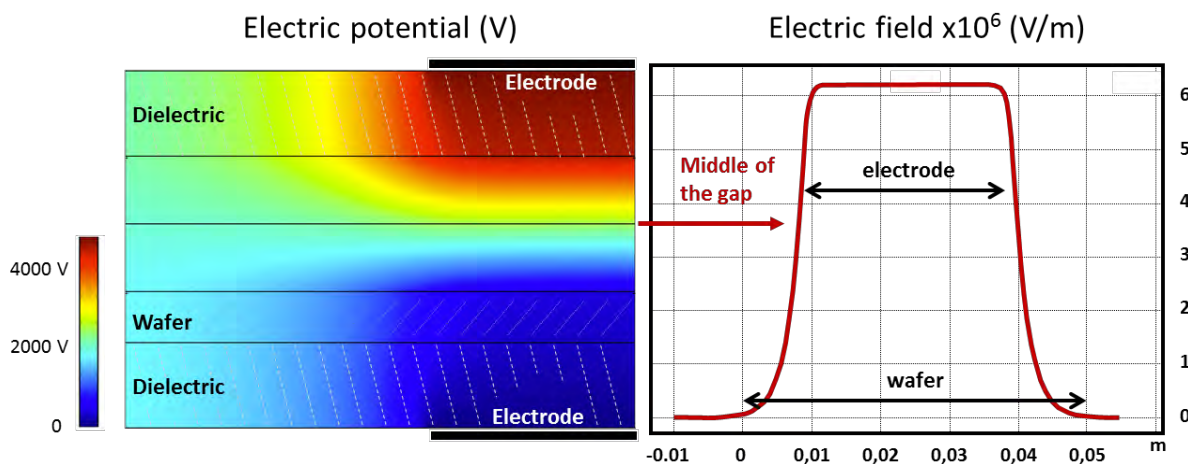 Electric potential (V)
Electric field x10⁶ (V/m)
Electrode
Dielectric
Wafer
Dielectric
Electrode
4000 V
2000 V
0
Middle of
the gap
electrode
wafer
6
5
4
3
2
1
0
-0.01 0 0,01 0,02 0,03 0,04 0,05 m